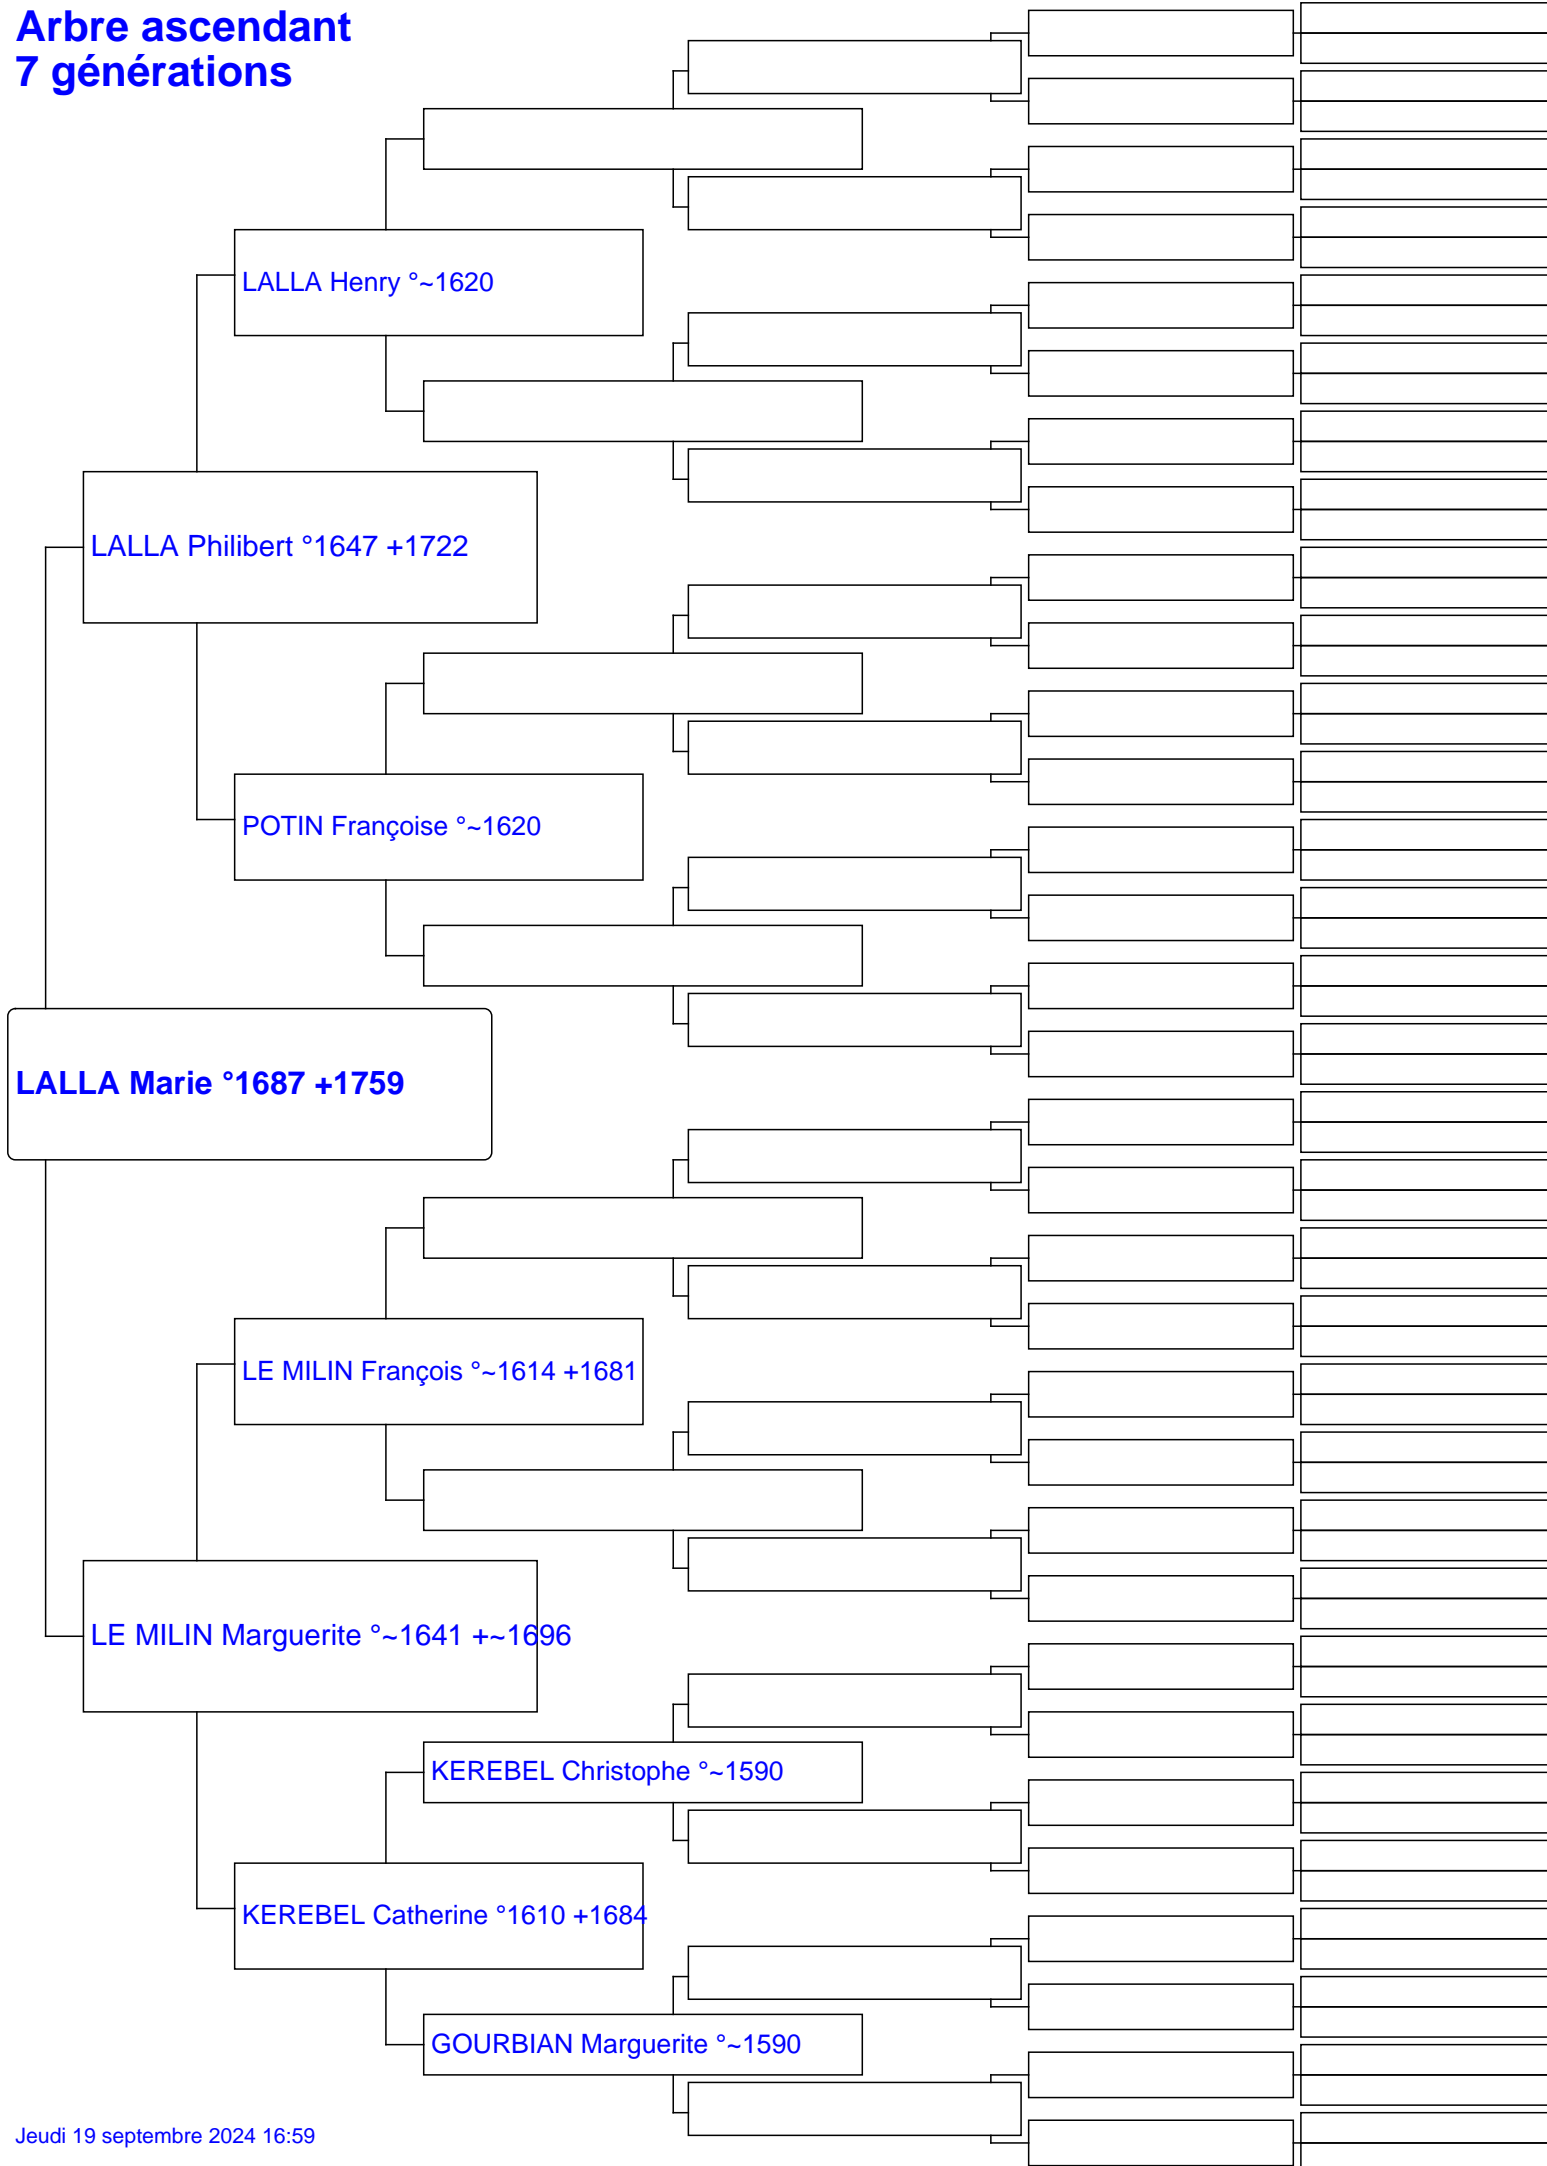 Arbre ascendant
7 générations
LALLA Henry °~1620
LALLA Philibert °1647 +1722
POTIN Françoise °~1620
LALLA Marie °1687 +1759
LE MILIN François °~1614 +1681
LE MILIN Marguerite °~1641 +~1696
KEREBEL Christophe °~1590
KEREBEL Catherine °1610 +1684
GOURBIAN Marguerite °~1590
Jeudi 19 septembre 2024 16:59